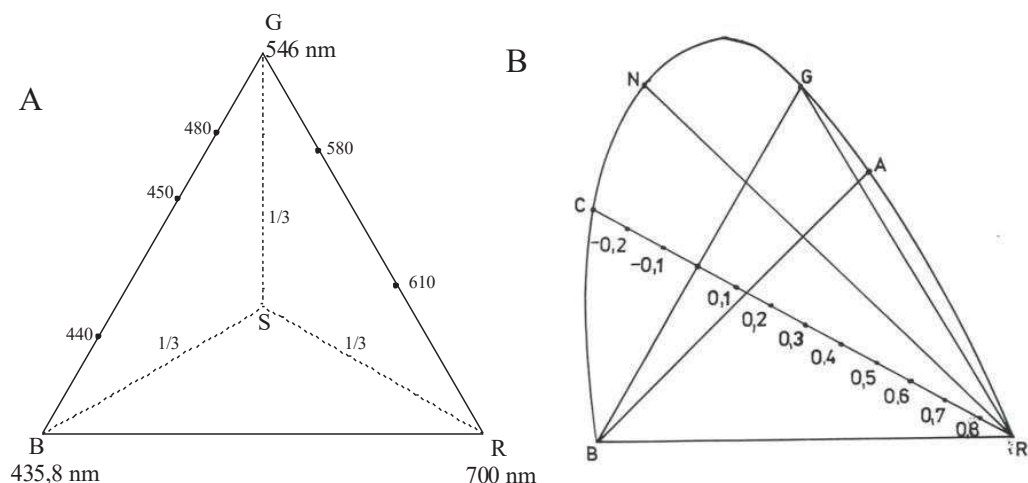 A
G
546 nm
480
580
450
1/3
610
S
440
1/3
1/3
B
R
435,8 nm
700 nm
B
N
G
A
C
-0,2
-0,1
0,1
0,2
0,3
0,4
0,5
0,6
0,7
0,8
B
R